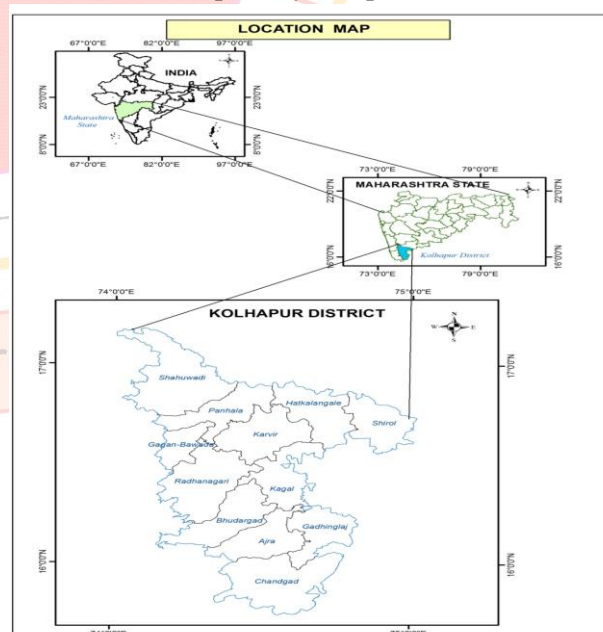 LOCATION MAP
67°0'0"E 82°0'0"E 97°0'0"E
INDIA
23°0'0"N 23°0'0"N
Maharashtra
State
8°0'0"N 8°0'0"N
67°0'0"E 82°0'0"E 97°0'0"E
73°0'0"E 79°0'0"E
MAHARASHTRA STATE
22°0'0"N 22°0'0"N
Kolhapur District
16°0'0"N 16°0'0"N
73°0'0"E 79°0'0"E
74°0'0"E 75°0'0"E
KOLHAPUR DISTRICT
N
W E
S
17°0'0"N 17°0'0"N
Shahuwadi
Panhala
Hatkalangale
Shirol
Karvir
Gagan-Bawada
Radhanagari
Kagal
Bhudargad
Gadhinglaj
Ajra
Chandgad
16°0'0"N 16°0'0"N